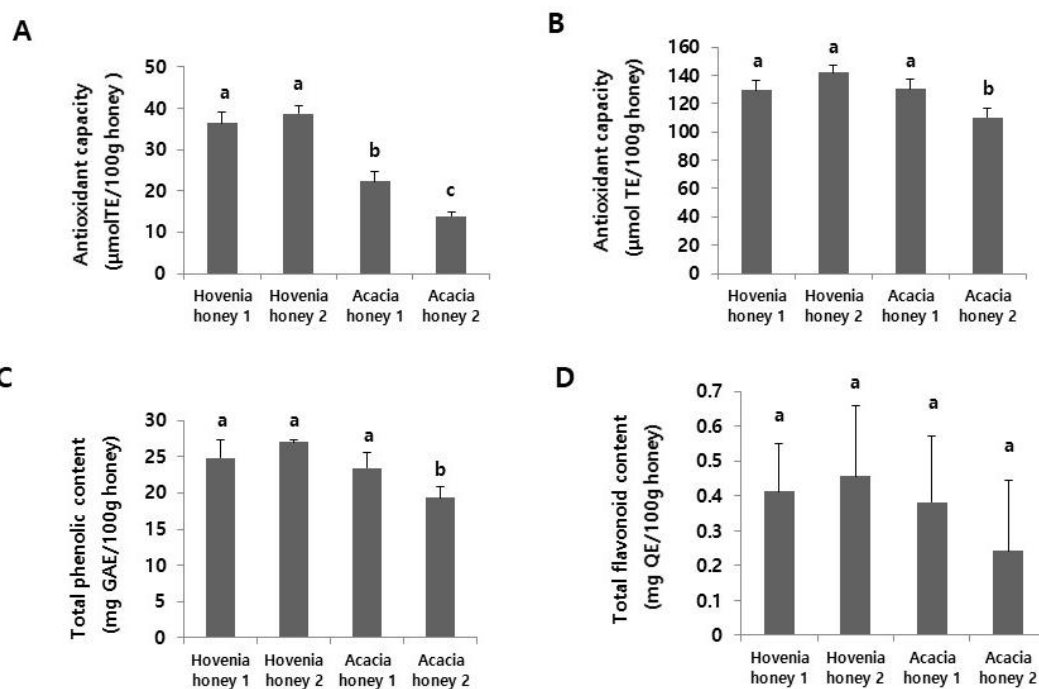 A
Antioxidant capacity
(μmolTE/100g honey )
50
40
30
20
10
0
a
a
b
c
Hovenia
honey 1
Hovenia
honey 2
Acacia
honey 1
Acacia
honey 2
B
Antioxidant capacity
(μmol TE/100g honey)
160
140
120
100
80
60
40
20
0
a
a
a
b
Hovenia
honey 1
Hovenia
honey 2
Acacia
honey 1
Acacia
honey 2
C
Total phenolic content
(mg GAE/100g honey)
30
25
20
15
10
5
0
a
a
a
b
Hovenia
honey 1
Hovenia
honey 2
Acacia
honey 1
Acacia
honey 2
D
Total flavonoid content
(mg QE/100g honey)
0.7
0.6
0.5
0.4
0.3
0.2
0.1
0
a
a
a
a
Hovenia
honey 1
Hovenia
honey 2
Acacia
honey 1
Acacia
honey 2